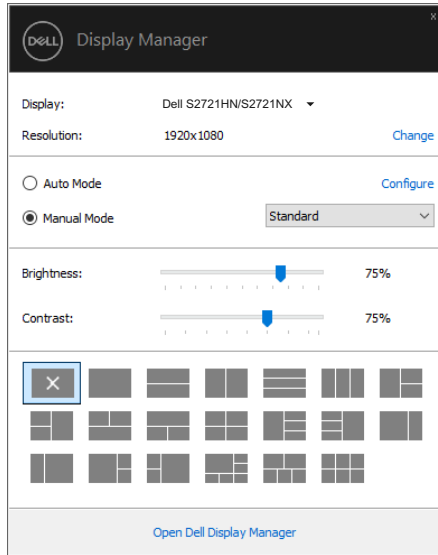 x
DELL Display Manager
Display: Dell S2721HN/S2721NX
Resolution: 1920x1080 Change
Auto Mode Configure
Manual Mode Standard
Brightness: 75%
Contrast: 75%
Open Dell Display Manager